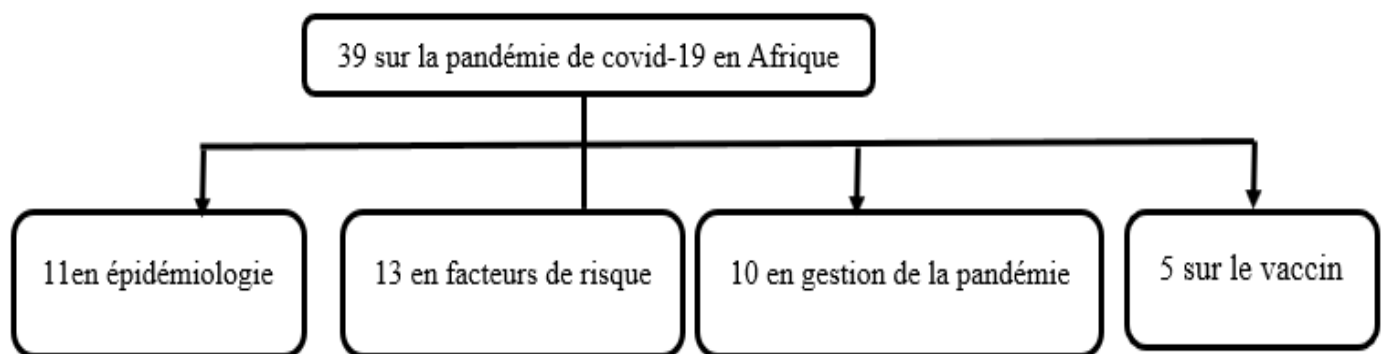 39 sur la pandémie de covid-19 en Afrique
11en épidémiologie
13 en facteurs de risque
10 en gestion de la pandémie
5 sur le vaccin